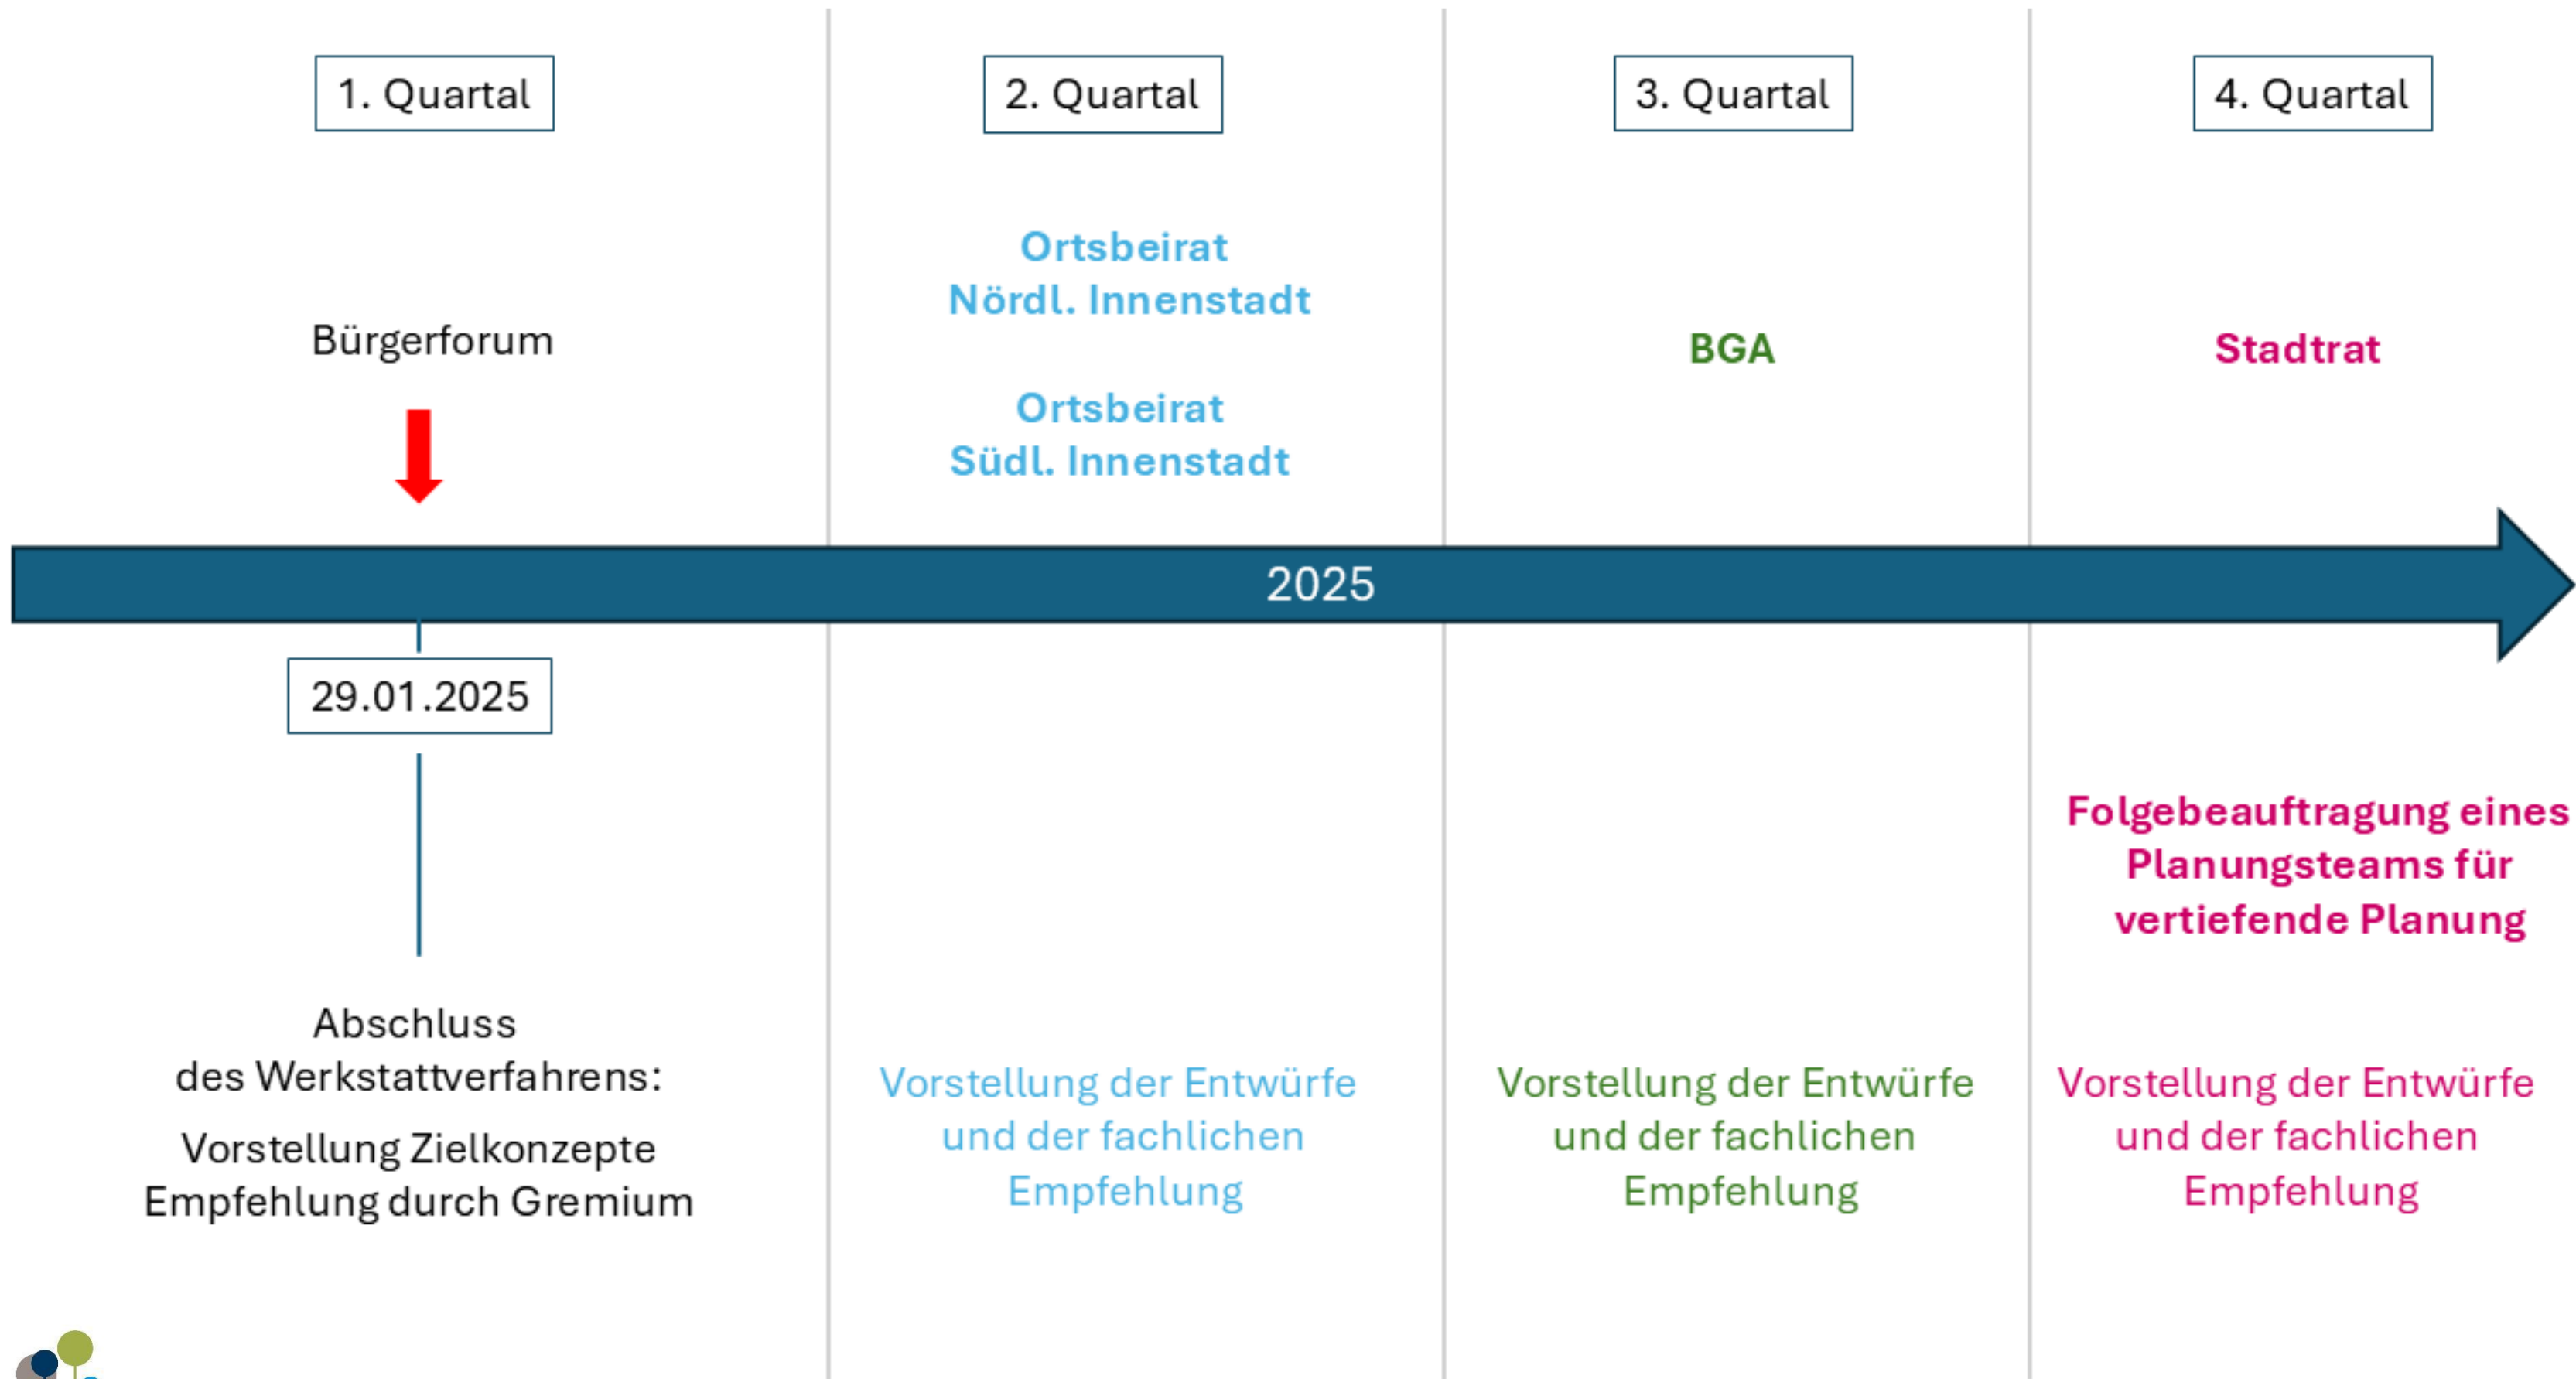 1. Quartal
2. Quartal
3. Quartal
4. Quartal
Bürgerforum
Ortsbeirat
Nördl. Innenstadt
Ortsbeirat
Südl. Innenstadt
BGA
Stadtrat
2025
29.01.2025
Abschluss
des Werkstattverfahrens:
Vorstellung Zielkonzepte
Empfehlung durch Gremium
Vorstellung der Entwürfe
und der fachlichen
Empfehlung
Vorstellung der Entwürfe
und der fachlichen
Empfehlung
Folgebeauftragung eines
Planungsteams für
vertiefende Planung
Vorstellung der Entwürfe
und der fachlichen
Empfehlung